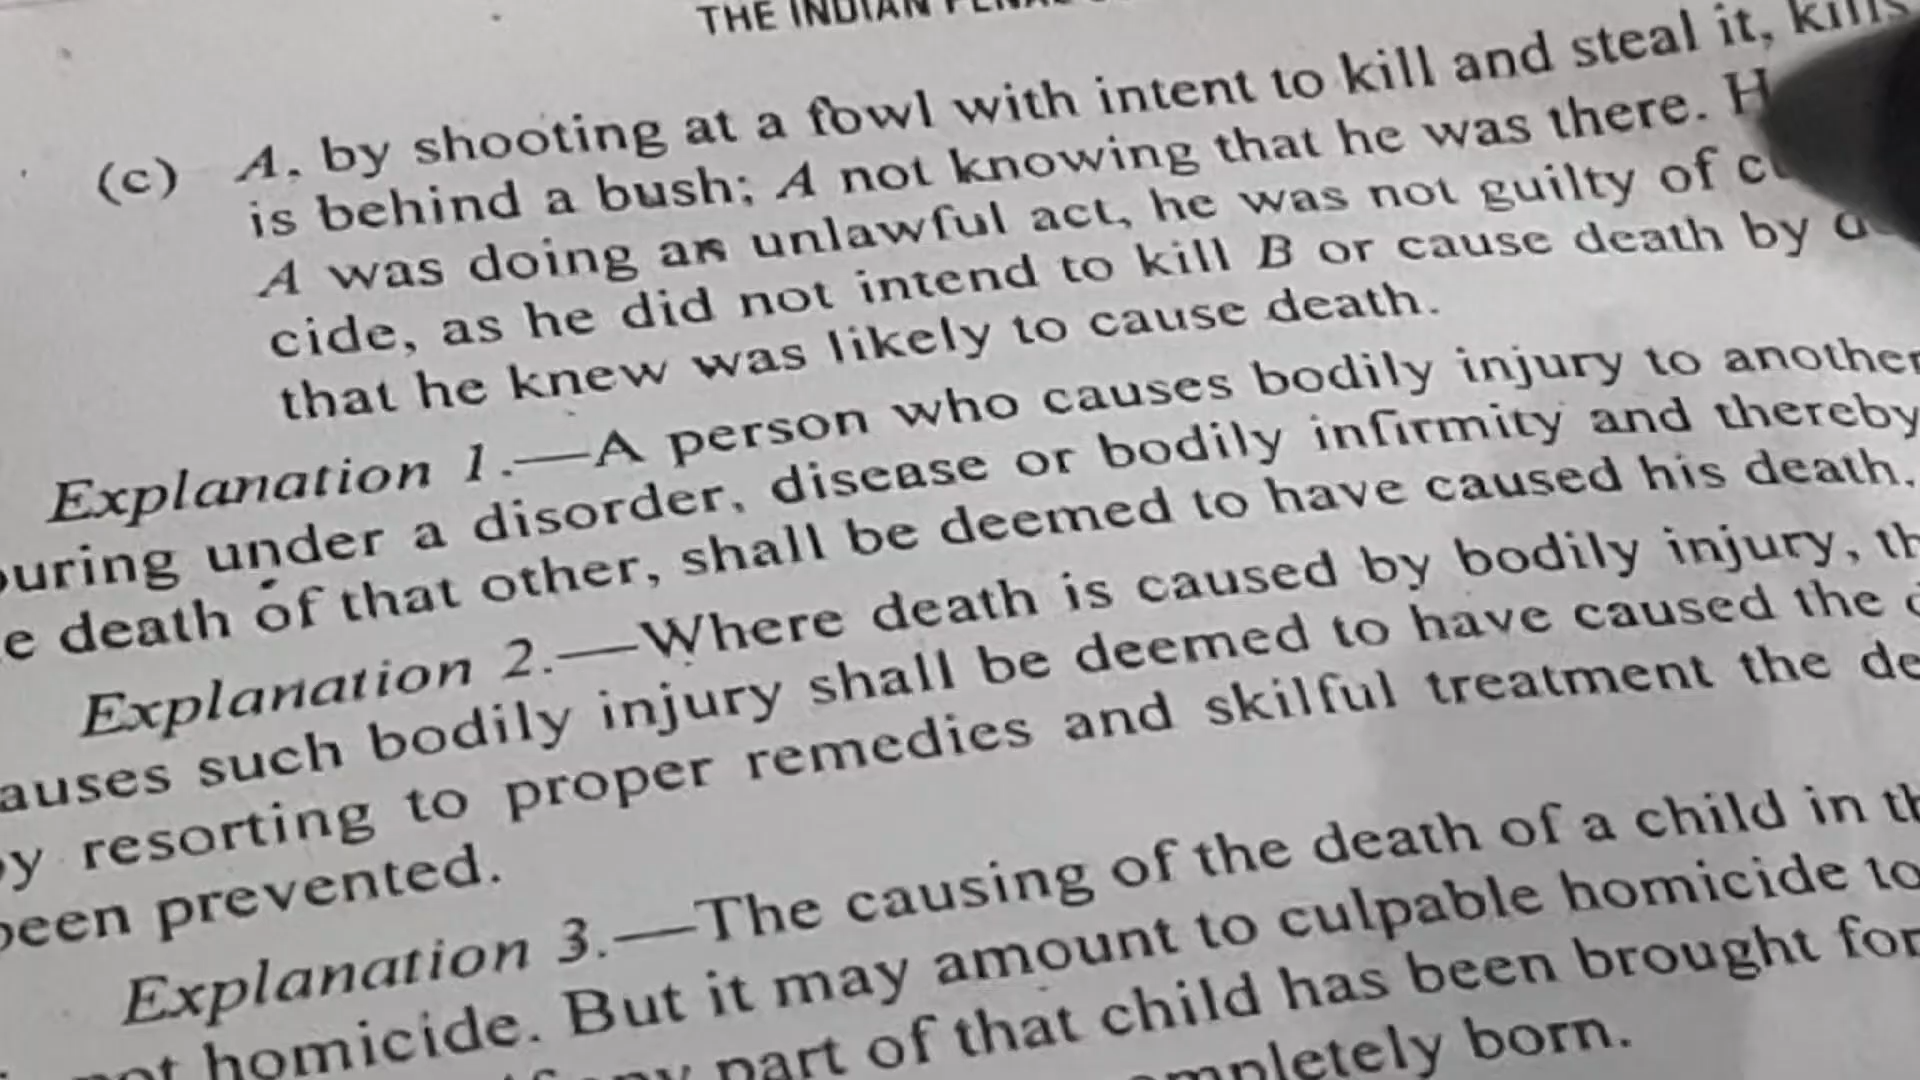 THE INDIAN
(c) A, by shooting at a fowl with intent to kill and steal it, kills
is behind a bush; A not knowing that he was there.
A was doing an unlawful act, he was not guilty of
cide, as he did not intend to kill B or cause death by
that he knew was likely to cause death.
Explanation 1.—A person who causes bodily injury to another
ouring under a disorder, disease or bodily infirmity and thereby
e death of that other, shall be deemed to have caused his death.
Explanation 2.—Where death is caused by bodily injury, th
auses such bodily injury shall be deemed to have caused the
y resorting to proper remedies and skilful treatment the de
been prevented.
Explanation 3.—The causing of the death of a child in th
homicide. But it may amount to culpable homicide to
part of that child has been brought for
mpletely born.